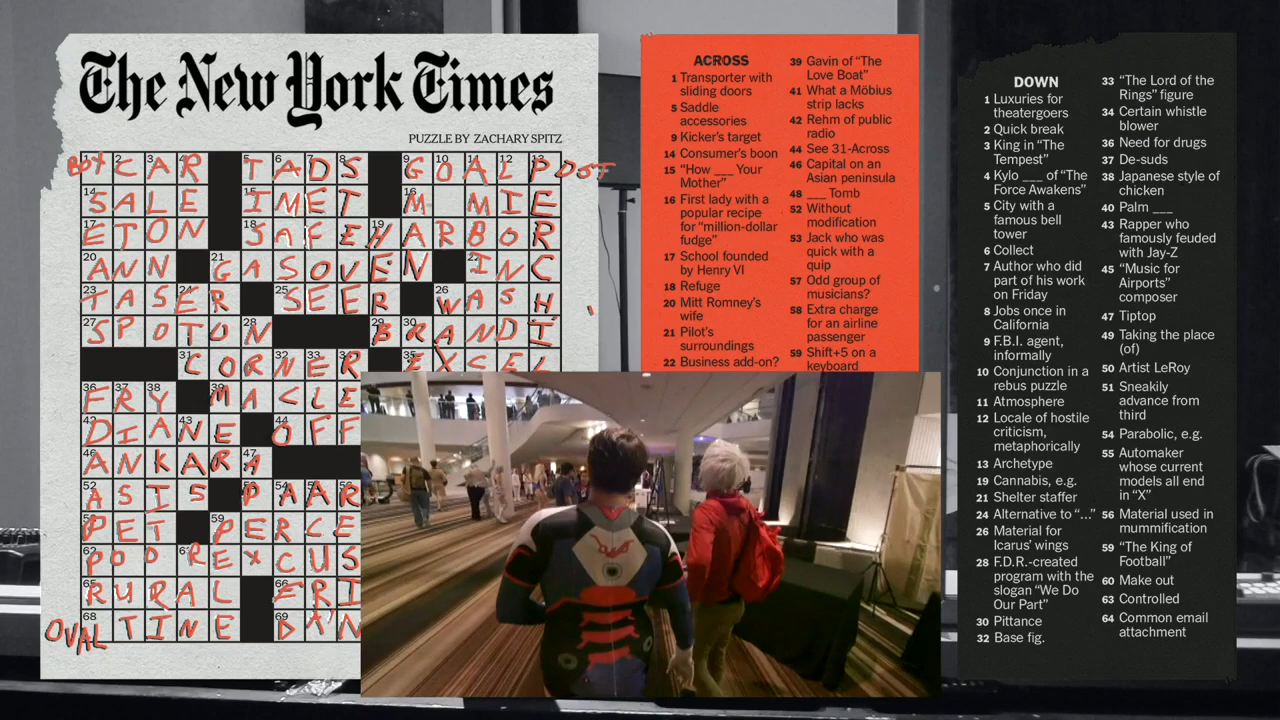 The New York Times
PUZZLE BY ZACHARY SPITZ
BOX C A R T A D S G O A L P OST
S A L E I M E T M I M I E
E T O N S A F E H A R B O R
A N N G A S O V E N I N C
T A S E R S E E R W A S H
S P O T O N B R A N D I
C O R N E R E X C E L
F R Y M A C L E
D I A N E O F F
A N K A R A
A S I S P A A R
P E T P E R C E
P O D R E X C U S
R U R A L E R I
OVAL T I N E D A N
ACROSS
1 Transporter with
sliding doors
5 Saddle
accessories
9 Kicker's target
14 Consumer's boon
15 "How ___ Your
Mother"
16 First lady with a
popular recipe
for "million-dollar
fudge"
17 School founded
by Henry VI
18 Refuge
20 Mitt Romney's
wife
21 Pilot's
surroundings
22 Business add-on?
39 Gavin of "The
Love Boat"
41 What a Möbius
strip lacks
42 Rehm of public
radio
44 See 31-Across
46 Capital on an
Asian peninsula
48 ___ Tomb
52 Without
modification
53 Jack who was
quick with a
quip
57 Odd group of
musicians?
58 Extra charge
for an airline
passenger
59 Shift+5 on a
keyboard
DOWN
1 Luxuries for
theatergoers
2 Quick break
3 King in "The
Tempest"
4 Kylo ___ of "The
Force Awakens"
5 City with a
famous bell
tower
6 Collect
7 Author who did
part of his work
on Friday
8 Jobs once in
California
9 F.B.I. agent,
informally
10 Conjunction in a
rebus puzzle
11 Atmosphere
12 Locale of hostile
criticism,
metaphorically
13 Archetype
19 Cannabis, e.g.
21 Shelter staffer
24 Alternative to "..."
26 Material for
Icarus' wings
28 F.D.R.-created
program with the
slogan "We Do
Our Part"
30 Pittance
32 Base fig.
33 "The Lord of the
Rings" figure
34 Certain whistle
blower
36 Need for drugs
37 De-suds
38 Japanese style of
chicken
40 Palm ___
43 Rapper who
famously feuded
with Jay-Z
45 "Music for
Airports"
composer
47 Tiptop
49 Taking the place
(of)
50 Artist LeRoy
51 Sneakily
advance from
third
54 Parabolic, e.g.
55 Automaker
whose current
models all end
in "X"
56 Material used in
mummification
59 "The King of
Football"
60 Make out
63 Controlled
64 Common email
attachment